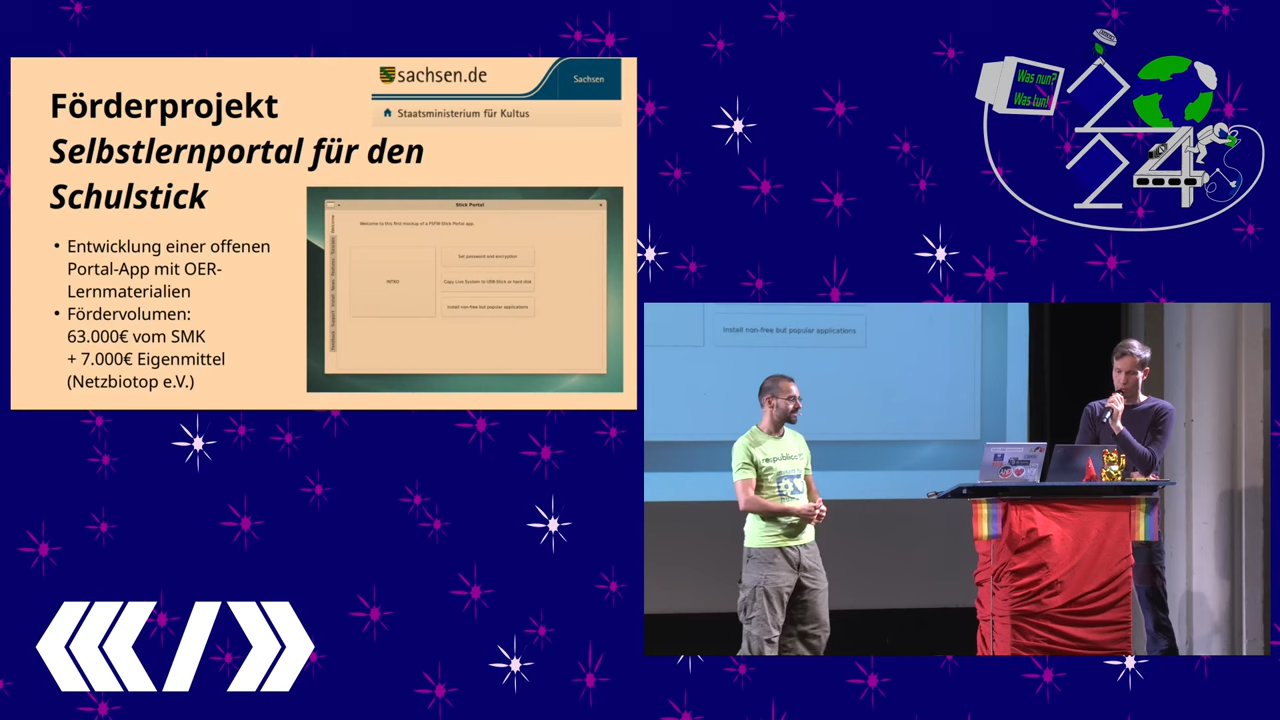 sachsen.de
Sachsen
Staatsministerium für Kultus
Förderprojekt
Selbstlernportal für den
Schulstick
• Entwicklung einer offenen
Portal-App mit OER-
Lernmaterialien
• Fördervolumen:
63.000€ vom SMK
+ 7.000€ Eigenmittel
(Netzbiotop e.V.)
Stick Portal
Welcome to this first mockup of a FSFW-Stick Portal app.
INTRO
Set password and encryption
Copy Live System to USB-Stick or hard disk
Install non-free but popular applications
Was nun?
Was tun!
24
Install non-free but popular applications
respublica